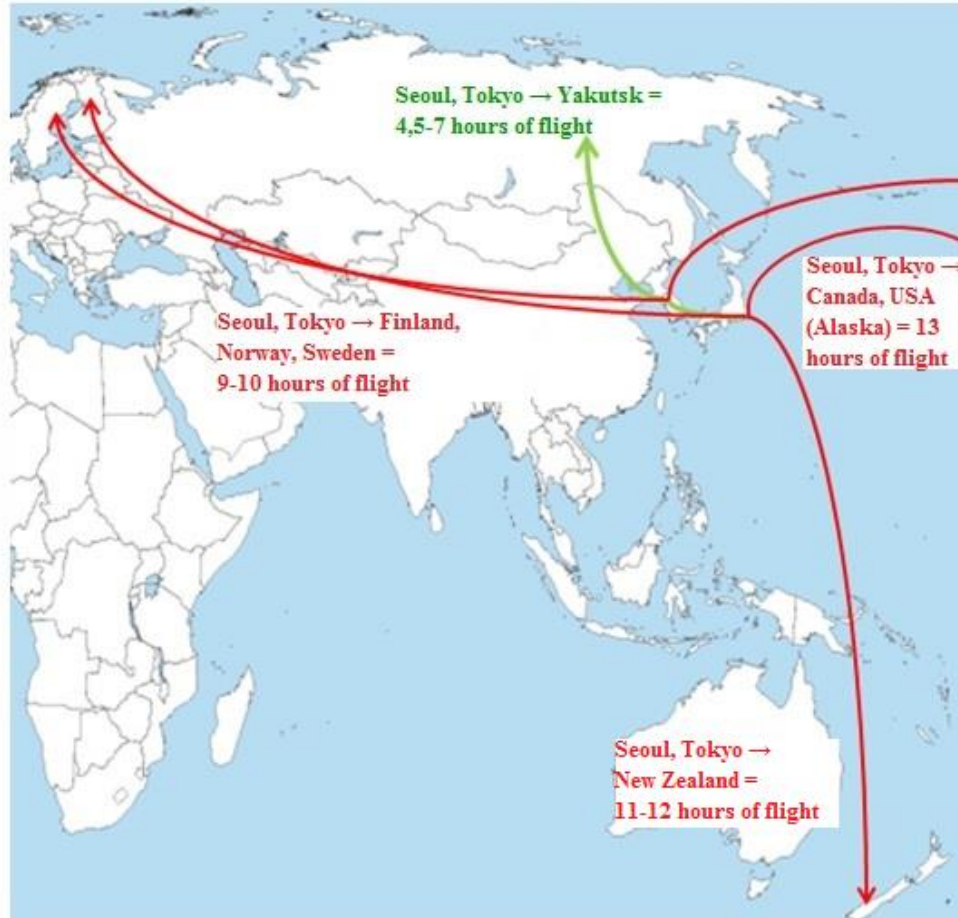 Seoul, Tokyo → Yakutsk =
4,5-7 hours of flight
Seoul, Tokyo →
Canada, USA
(Alaska) = 13
hours of flight
Seoul, Tokyo → Finland,
Norway, Sweden =
9-10 hours of flight
Seoul, Tokyo →
New Zealand =
11-12 hours of flight